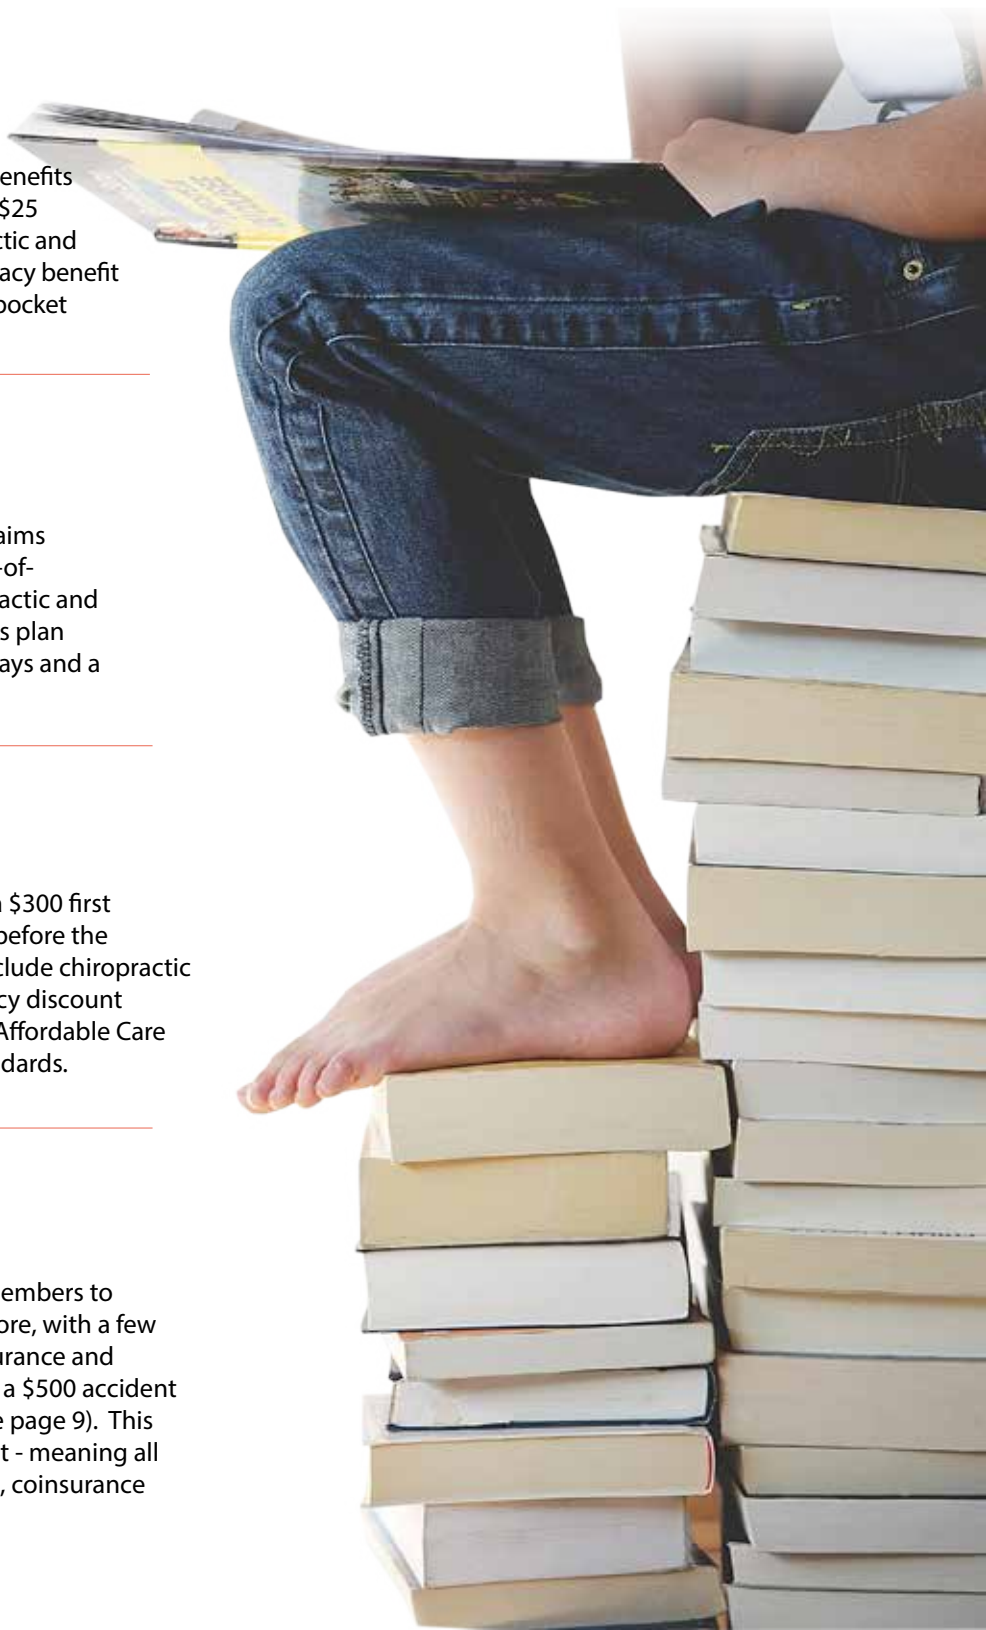 enefits
$25
ctic and
acy benefit
pocket
aims
-of-
actic and
s plan
ays and a
$300 first
before the
clude chiropractic
cy discount
Affordable Care
dards.
embers to
ore, with a few
urance and
a $500 accident
e page 9). This
t - meaning all
, coinsurance